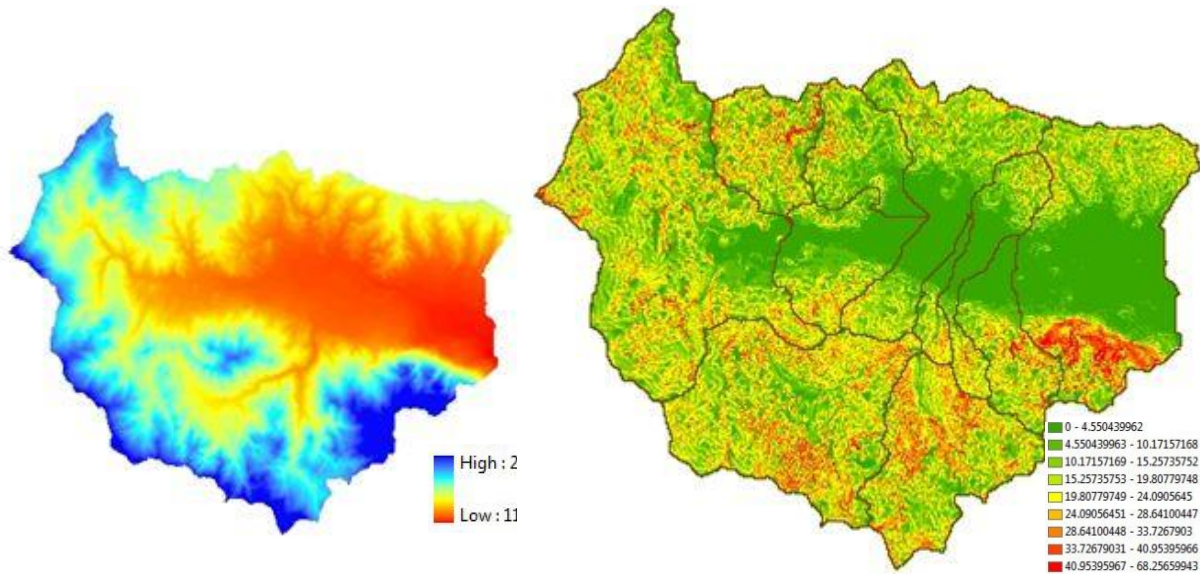 High : 2
Low : 11
0 - 4.550439962
4.550439963 - 10.17157168
10.17157169 - 15.25735752
15.25735753 - 19.80779748
19.80779749 - 24.0905645
24.09056451 - 28.64100447
28.64100448 - 33.7267903
33.72679031 - 40.95395966
40.95395967 - 68.25659943